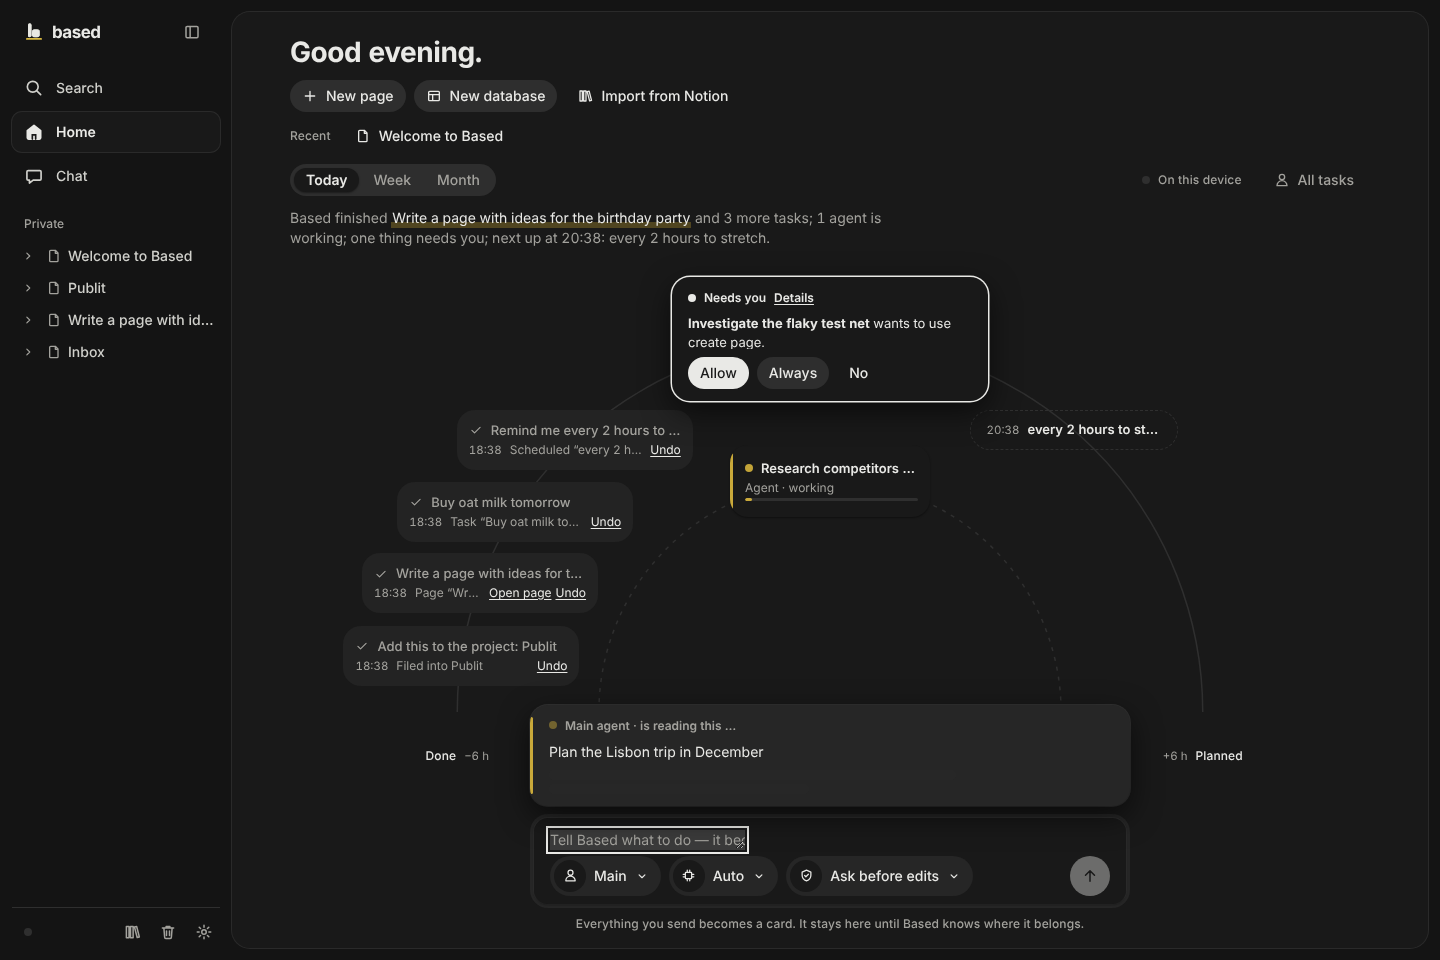 based
Search
Home
Chat
Private
Welcome to Based
Publit
Write a page with id...
Inbox
Good evening.
New page
New database
Import from Notion
Recent
Welcome to Based
Today
Week
Month
On this device
All tasks
Based finished Write a page with ideas for the birthday party and 3 more tasks; 1 agent is
working; one thing needs you; next up at 20:38: every 2 hours to stretch.
Needs you Details
Investigate the flaky test net wants to use
create page.
Allow
Always
No
Remind me every 2 hours to ...
18:38 Scheduled “every 2 h... Undo
20:38 every 2 hours to st...
Research competitors ...
Agent · working
Buy oat milk tomorrow
18:38 Task “Buy oat milk to... Undo
Write a page with ideas for t...
18:38 Page “Wr... Open page Undo
Add this to the project: Publit
18:38 Filed into Publit Undo
Main agent · is reading this ...
Plan the Lisbon trip in December
Done −6 h
+6 h Planned
Tell Based what to do — it
Main
Auto
Ask before edits
Everything you send becomes a card. It stays here until Based knows where it belongs.